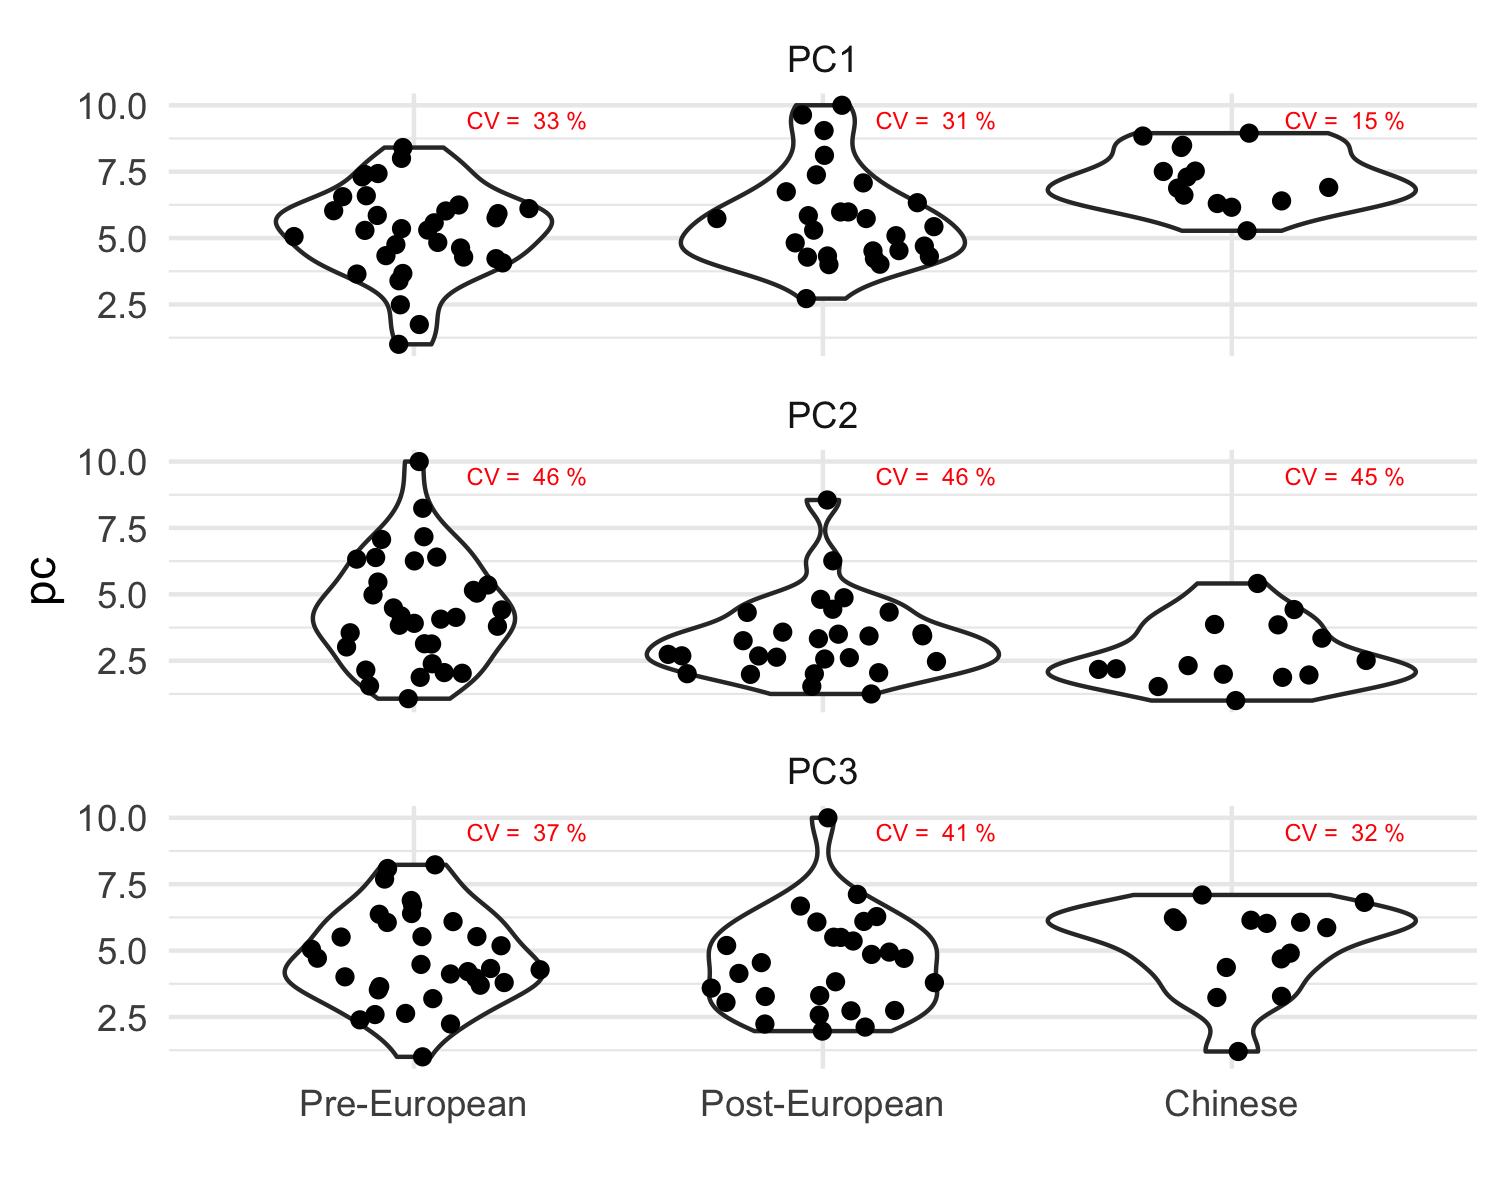 PC1
10.0
CV = 33 %
CV = 31 %
CV = 15 %
7.5
5.0
2.5
PC2
10.0
CV = 46 %
CV = 46 %
CV = 45 %
7.5
5.0
2.5
pc
PC3
10.0
CV = 37 %
CV = 41 %
CV = 32 %
7.5
5.0
2.5
Pre-European Post-European Chinese